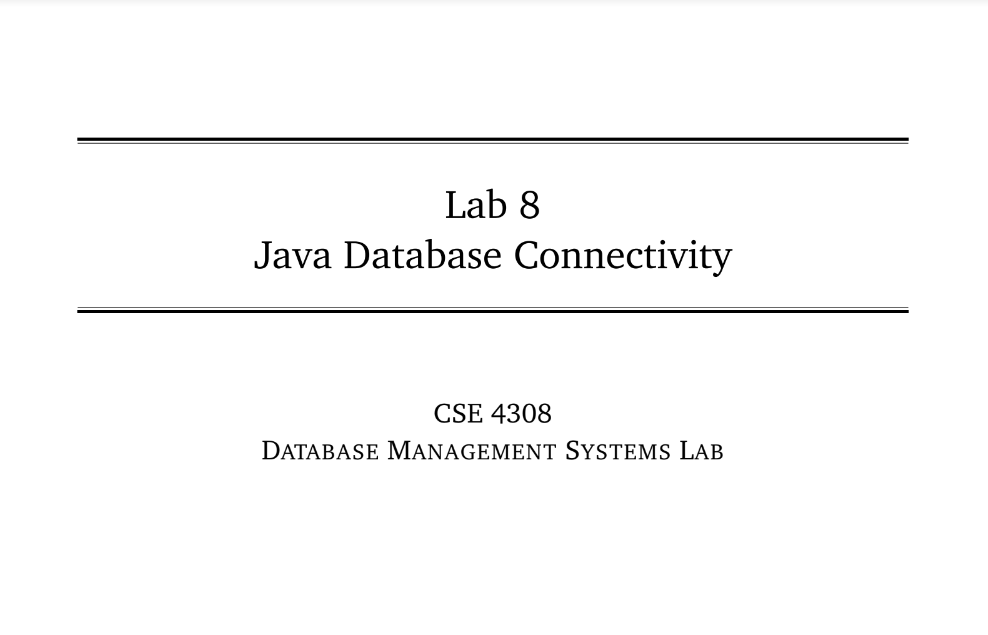 Lab 8
Java Database Connectivity
CSE 4308
DATABASE MANAGEMENT SYSTEMS LAB